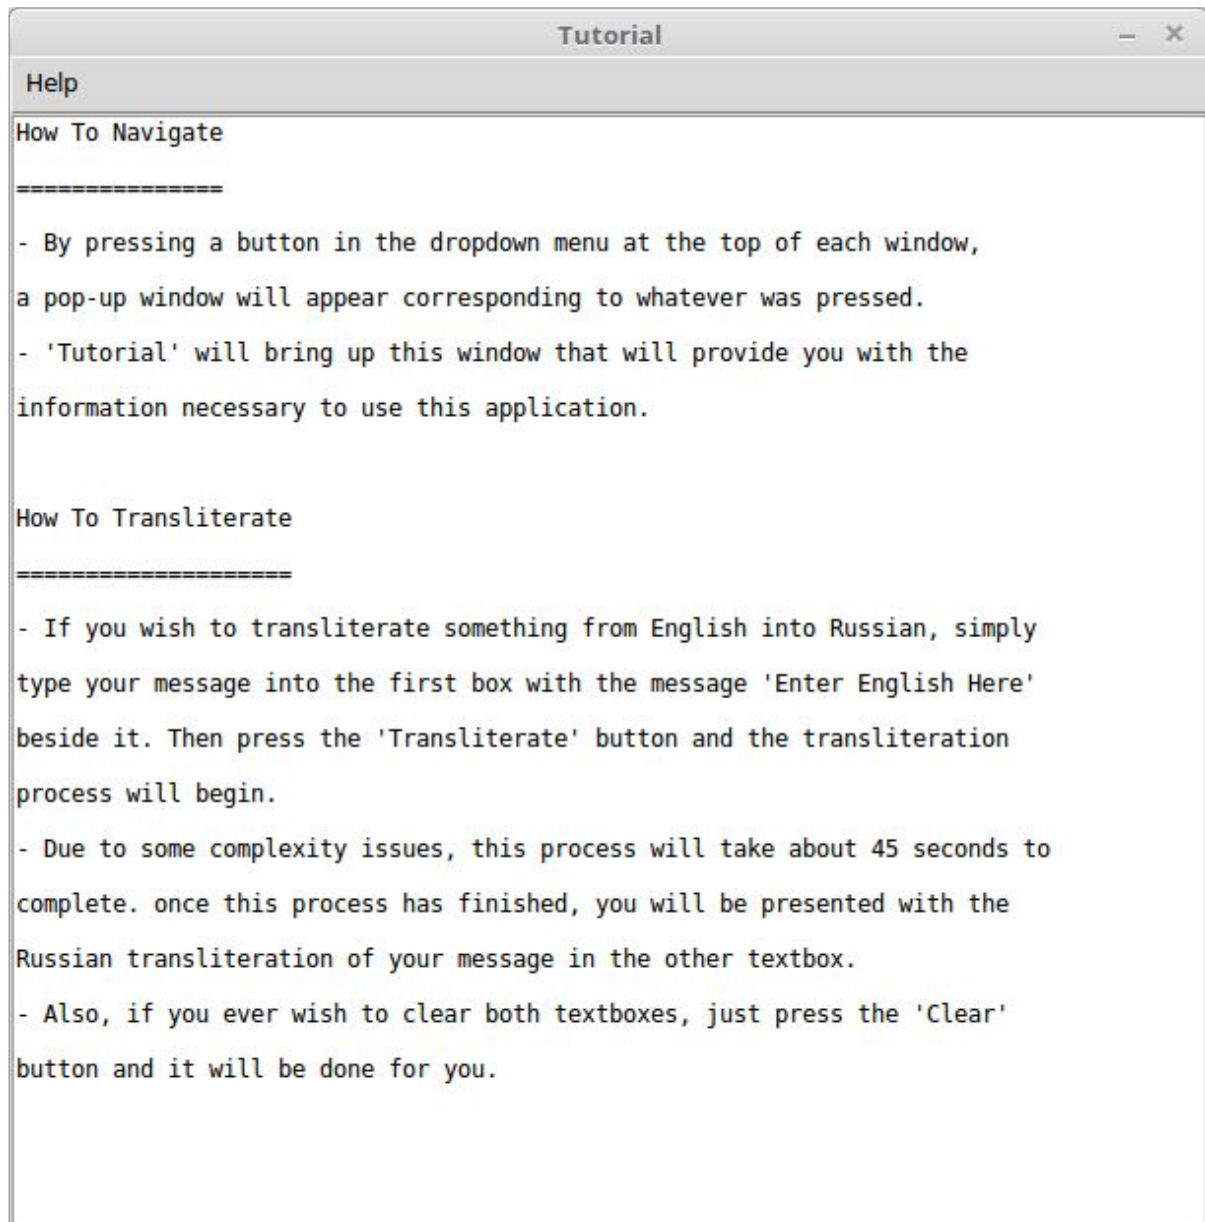 Tutorial
Help
How To Navigate
===============
- By pressing a button in the dropdown menu at the top of each window,
a pop-up window will appear corresponding to whatever was pressed.
- 'Tutorial' will bring up this window that will provide you with the
information necessary to use this application.
How To Transliterate
====================
- If you wish to transliterate something from English into Russian, simply
type your message into the first box with the message 'Enter English Here'
beside it. Then press the 'Transliterate' button and the transliteration
process will begin.
- Due to some complexity issues, this process will take about 45 seconds to
complete. once this process has finished, you will be presented with the
Russian transliteration of your message in the other textbox.
- Also, if you ever wish to clear both textboxes, just press the 'Clear'
button and it will be done for you.